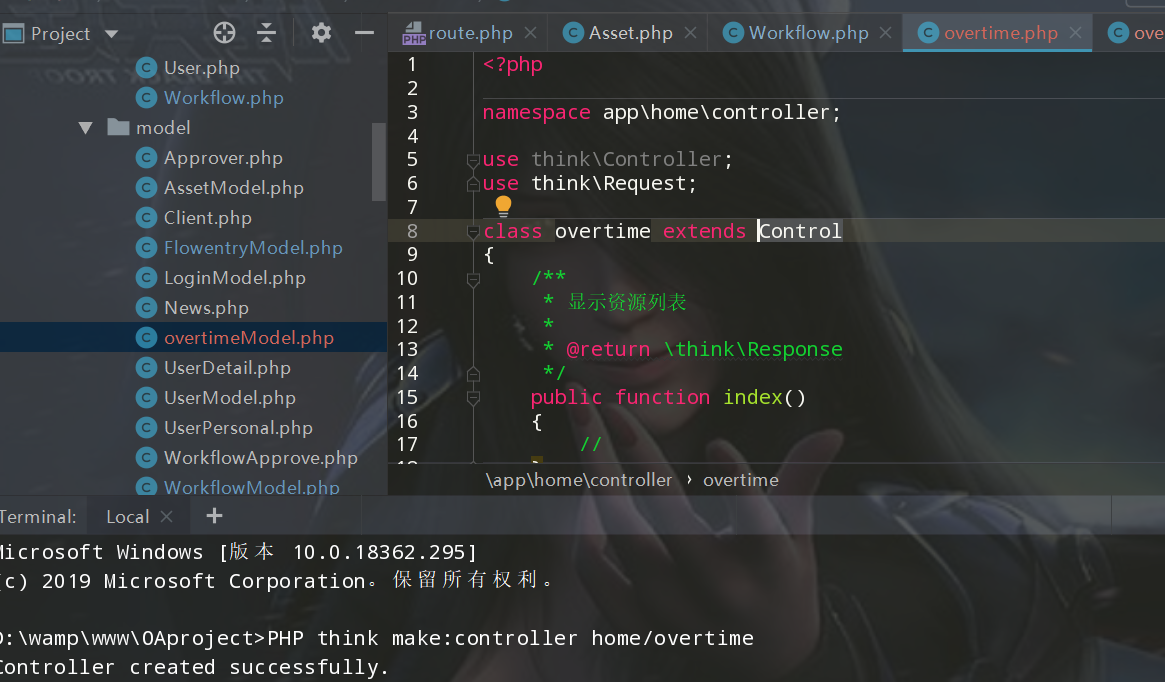 Project
User.php
Workflow.php
model
Approver.php
AssetModel.php
Client.php
FlowentryModel.php
LoginModel.php
News.php
overtimeModel.php
UserDetail.php
UserModel.php
UserPersonal.php
WorkflowApprove.php
WorkflowModel.php
route.php Asset.php Workflow.php overtime.php ove
1 <?php
2
3 namespace app\home\controller;
4
5 use think\Controller;
6 use think\Request;
7
8 class overtime extends Control
9 {
10 /**
11 * 显示资源列表
12 *
13 * @return \think\Response
14 */
15 public function index()
16 {
17 //
18 }
\app\home\controller › overtime
Terminal: Local × +
Microsoft Windows [版本 10.0.18362.295]
(c) 2019 Microsoft Corporation。保留所有权利。
D:\wamp\www\OAproject>PHP think make:controller home/overtime
Controller created successfully.